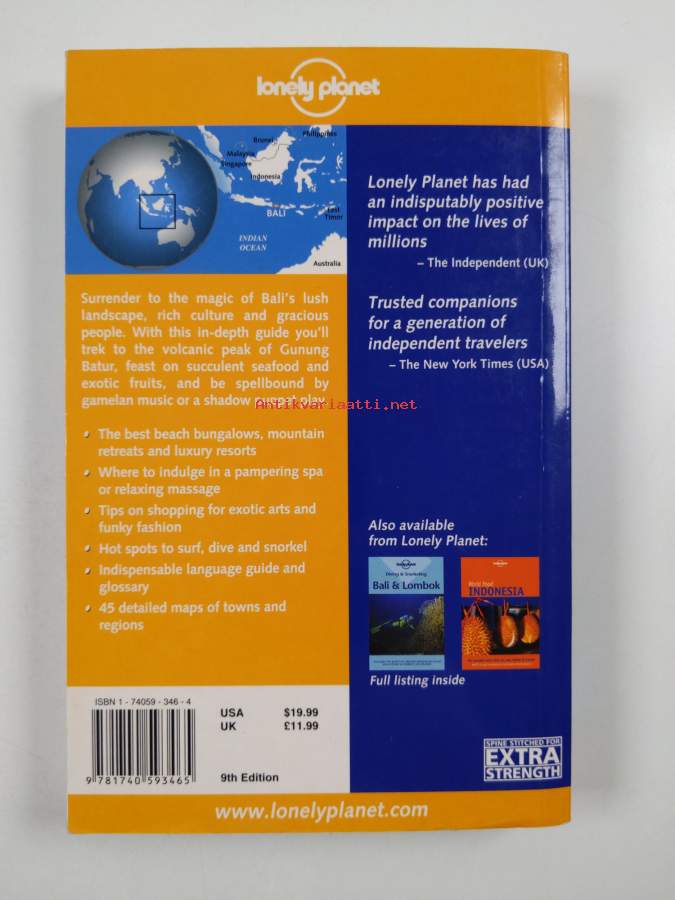 lonely planet
Philippines
Brunei
Malaysia
Singapore
Indonesia
BALI
East
Timor
INDIAN
OCEAN
Australia
Surrender to the magic of Bali's lush
landscape, rich culture and gracious
people. With this in-depth guide you'll
trek to the volcanic peak of Gunung
Batur, feast on succulent seafood and
exotic fruits, and be spellbound by
gamelan music or a shadow puppet play.
Antikvariaatti.net
• The best beach bungalows, mountain
retreats and luxury resorts
• Where to indulge in a pampering spa
or relaxing massage
• Tips on shopping for exotic arts and
funky fashion
• Hot spots to surf, dive and snorkel
• Indispensable language guide and
glossary
• 45 detailed maps of towns and
regions
ISBN 1 - 74059 - 346 - 4
9 781740 593465
USA $19.99
UK £11.99
9th Edition
Lonely Planet has had
an indisputably positive
impact on the lives of
millions
– The Independent (UK)
Trusted companions
for a generation of
independent travelers
– The New York Times (USA)
Also available
from Lonely Planet:
Diving & Snorkeling
Bali & Lombok
World Food
INDONESIA
Full listing inside
SPINE STITCHED FOR
EXTRA
STRENGTH
www.lonelyplanet.com